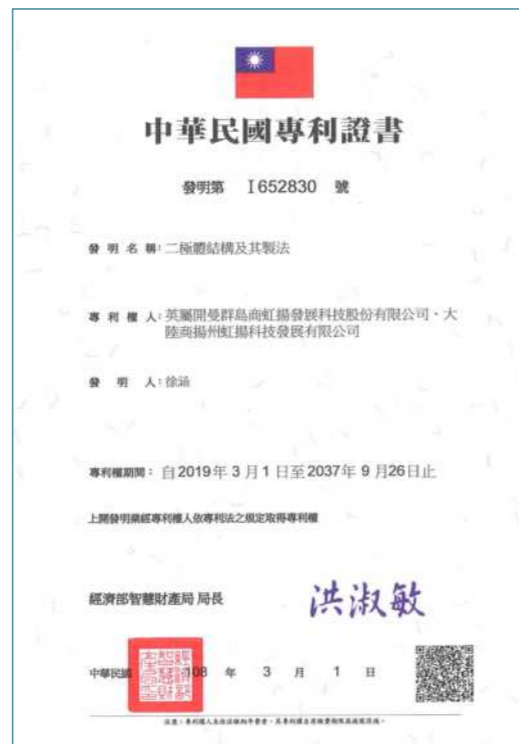 中華民國專利證書
發明第 I 652830 號
發明名稱：二極體結構及其製法
專利權人：英屬開曼群島商虹揚發展科技股份有限公司、大
陸商揚州虹揚科技發展有限公司
發明人：徐涵
專利權期間：自2019年3月1日至2037年9月26日止
上開發明業經專利權人依專利法之規定取得專利權
經濟部智慧財產局 局長
洪淑敏
中華民國 108 年 3 月 1 日